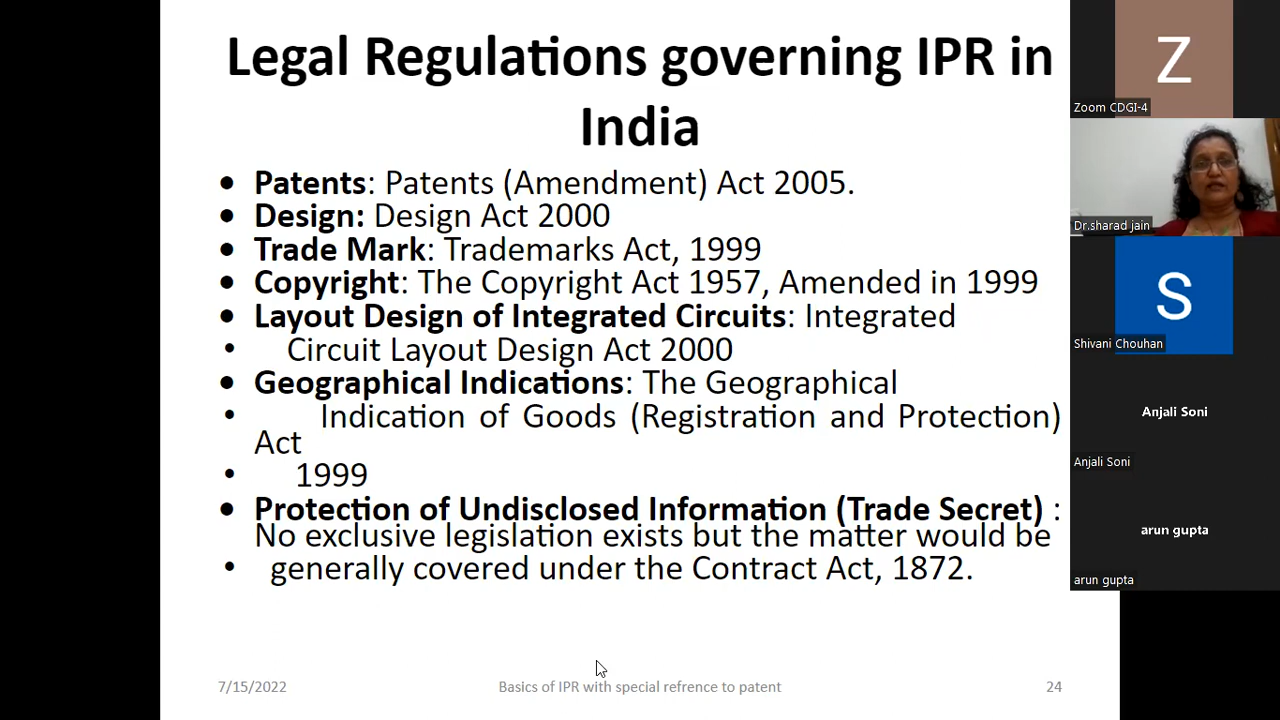 Legal Regulations governing IPR in
India
• Patents: Patents (Amendment) Act 2005.
• Design: Design Act 2000
• Trade Mark: Trademarks Act, 1999
• Copyright: The Copyright Act 1957, Amended in 1999
• Layout Design of Integrated Circuits: Integrated
• Circuit Layout Design Act 2000
• Geographical Indications: The Geographical
• Indication of Goods (Registration and Protection)
Act
• 1999
• Protection of Undisclosed Information (Trade Secret) :
No exclusive legislation exists but the matter would be
• generally covered under the Contract Act, 1872.
7/15/2022
Basics of IPR with special refrence to patent
24
Z
Zoom CDGI-4
Dr.sharad jain
S
Shivani Chouhan
Anjali Soni
Anjali Soni
arun gupta
arun gupta